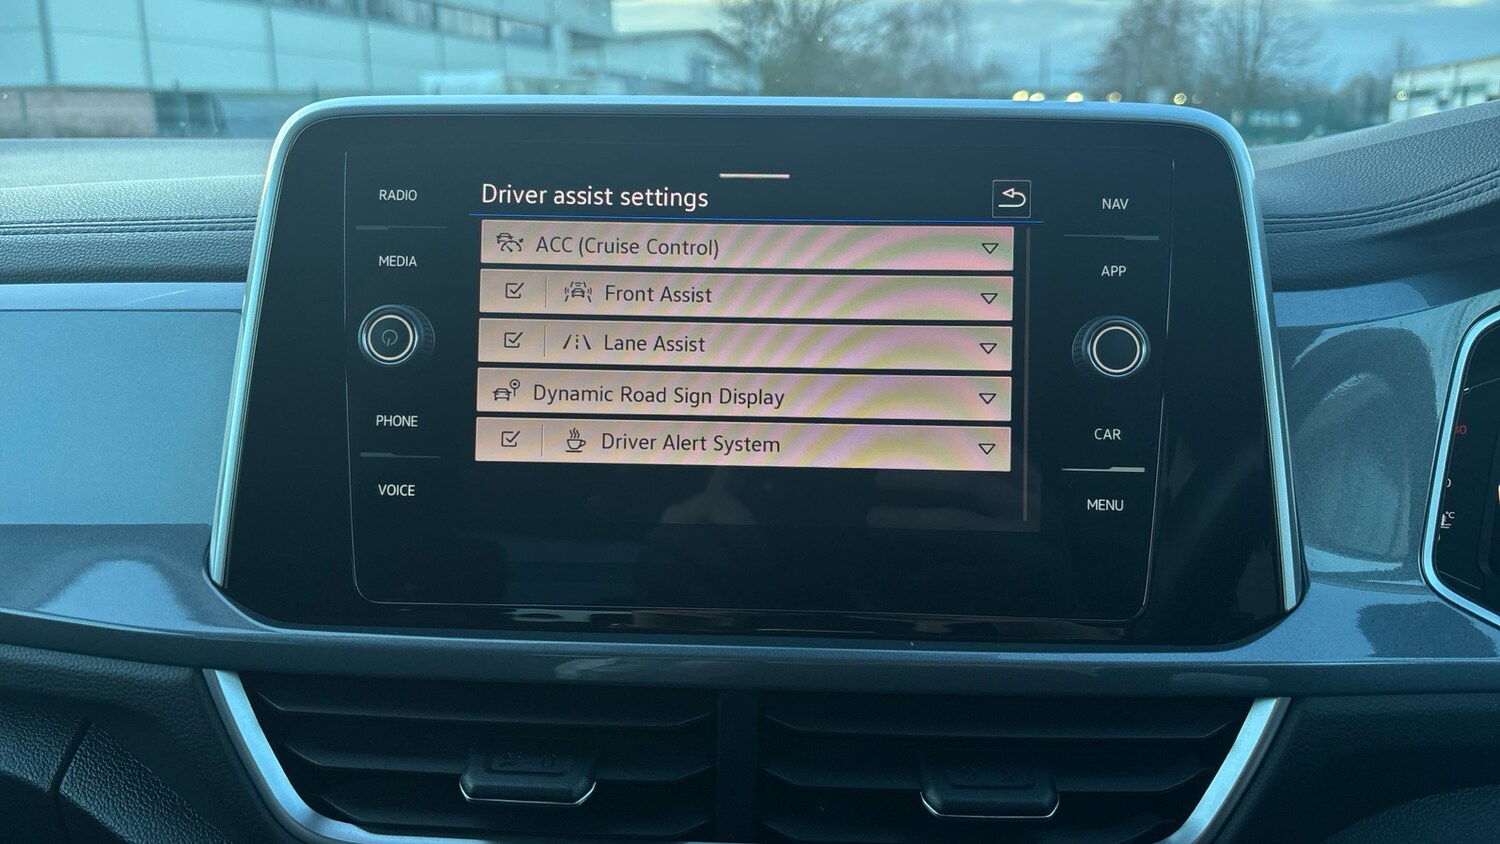 RADIO
MEDIA
PHONE
VOICE
Driver assist settings
ACC (Cruise Control)
Front Assist
Lane Assist
Dynamic Road Sign Display
Driver Alert System
NAV
APP
CAR
MENU
°C